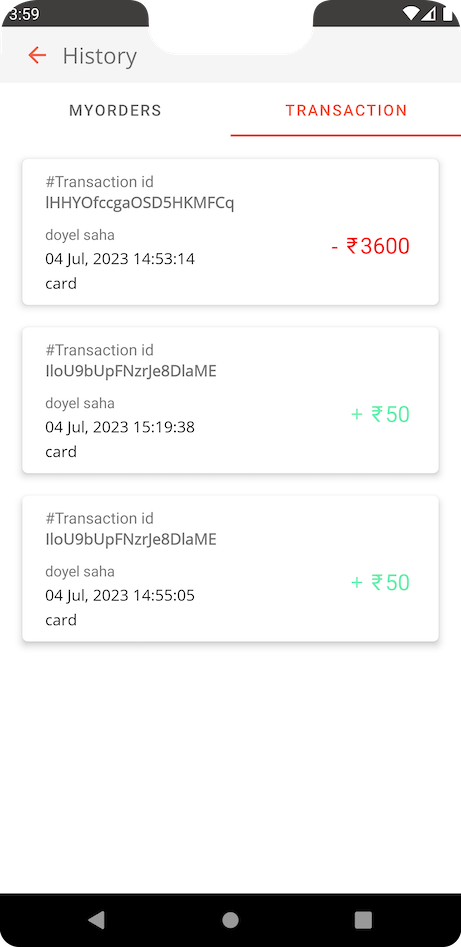 3:59
History
MYORDERS
TRANSACTION
#Transaction id
lHHYOfccgaOSD5HKMFCq
doyel saha
04 Jul, 2023 14:53:14
card
- ₹3600
#Transaction id
IloU9bUpFNzrJe8DlaME
doyel saha
04 Jul, 2023 15:19:38
card
+ ₹50
#Transaction id
IloU9bUpFNzrJe8DlaME
doyel saha
04 Jul, 2023 14:55:05
card
+ ₹50